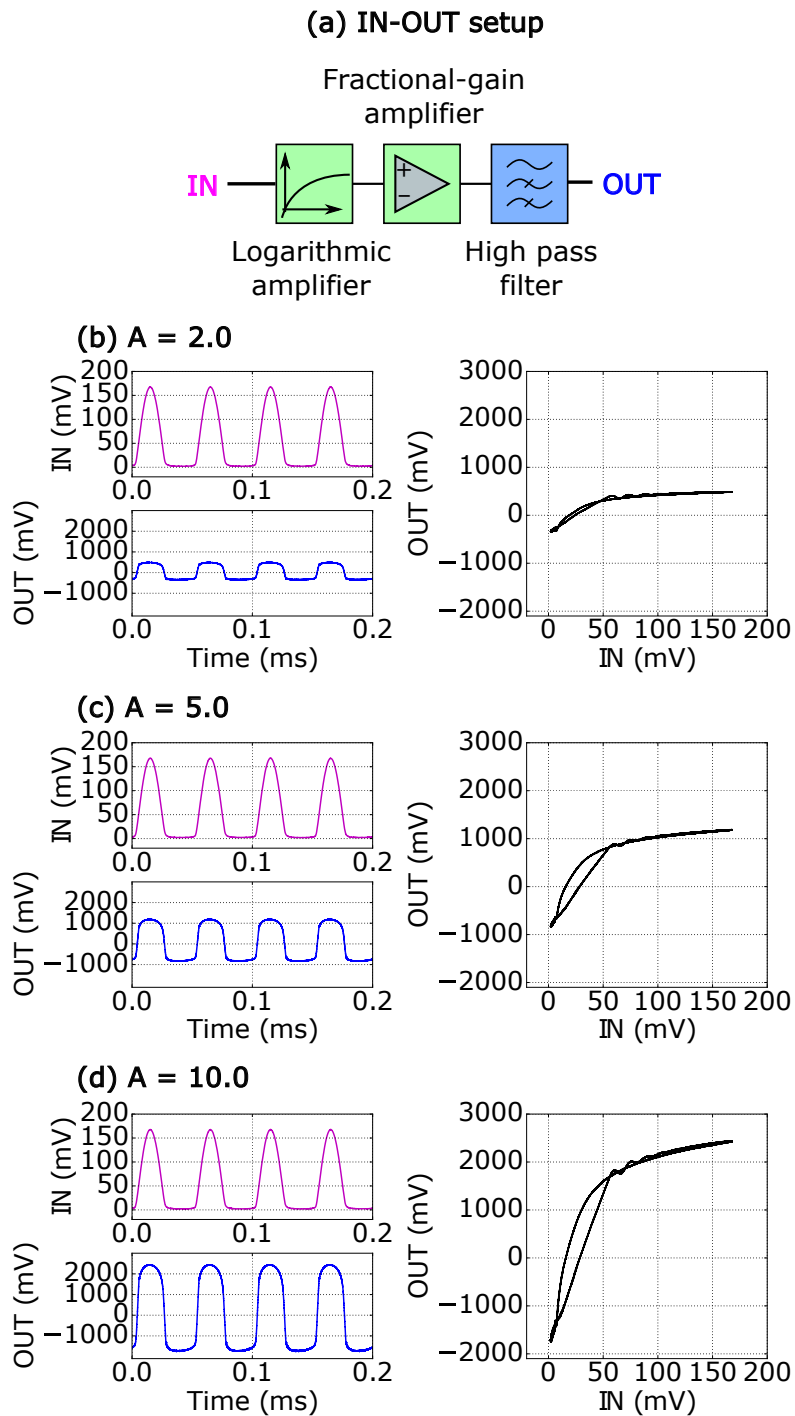 (a) IN-OUT setup
Fractional-gain
amplifier
IN
+
−
OUT
Logarithmic
amplifier
High pass
filter
(b) A = 2.0
IN (mV)
200
150
100
50
0
0.0
0.1
0.2
OUT (mV)
2000
1000
0
−1000
0.0
0.1
0.2
Time (ms)
OUT (mV)
3000
2000
1000
0
−1000
−2000
0
50
100
150
200
IN (mV)
(c) A = 5.0
IN (mV)
200
150
100
50
0
0.0
0.1
0.2
OUT (mV)
2000
1000
0
−1000
0.0
0.1
0.2
Time (ms)
OUT (mV)
3000
2000
1000
0
−1000
−2000
0
50
100
150
200
IN (mV)
(d) A = 10.0
IN (mV)
200
150
100
50
0
0.0
0.1
0.2
OUT (mV)
2000
1000
0
−1000
0.0
0.1
0.2
Time (ms)
OUT (mV)
3000
2000
1000
0
−1000
−2000
0
50
100
150
200
IN (mV)